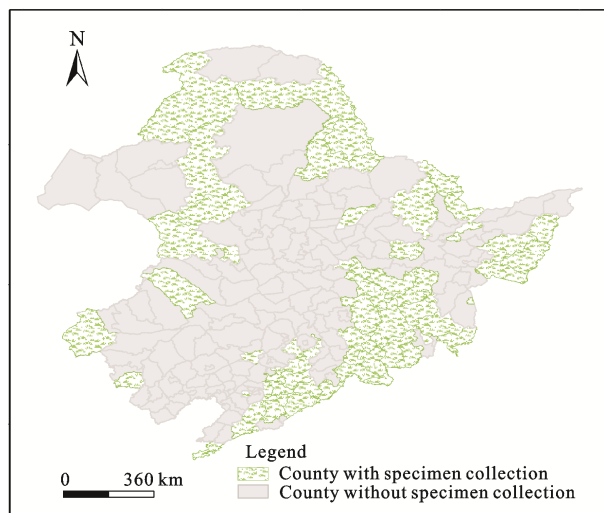 N
Legend
County with specimen collection
County without specimen collection
0 360 km